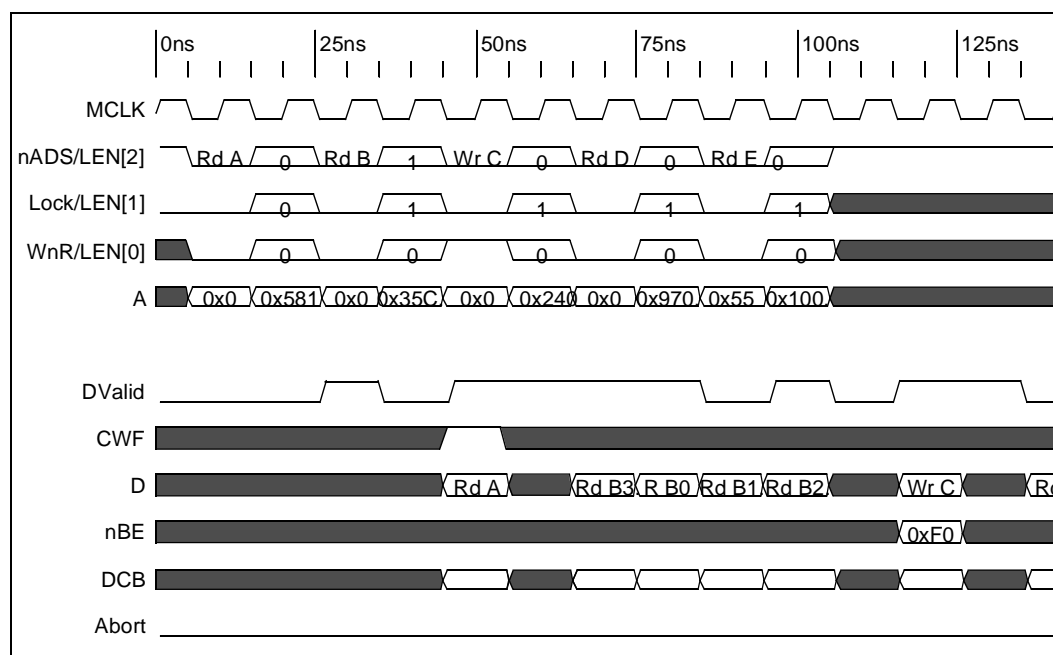 0ns 25ns 50ns 75ns 100ns 125ns
MCLK
nADS/LEN[2] Rd A 0 Rd B 1 Wr C 0 Rd D 0 Rd E 0
Lock/LEN[1] 0 1 1 1 1
WnR/LEN[0] 0 0 0 0 0
A 0x0 0x581 0x0 0x35C 0x0 0x240 0x0 0x970 0x55 0x100
DValid
CWF
D Rd A Rd B3 R B0 Rd B1 Rd B2 Wr C
nBE 0xF0
DCB
Abort